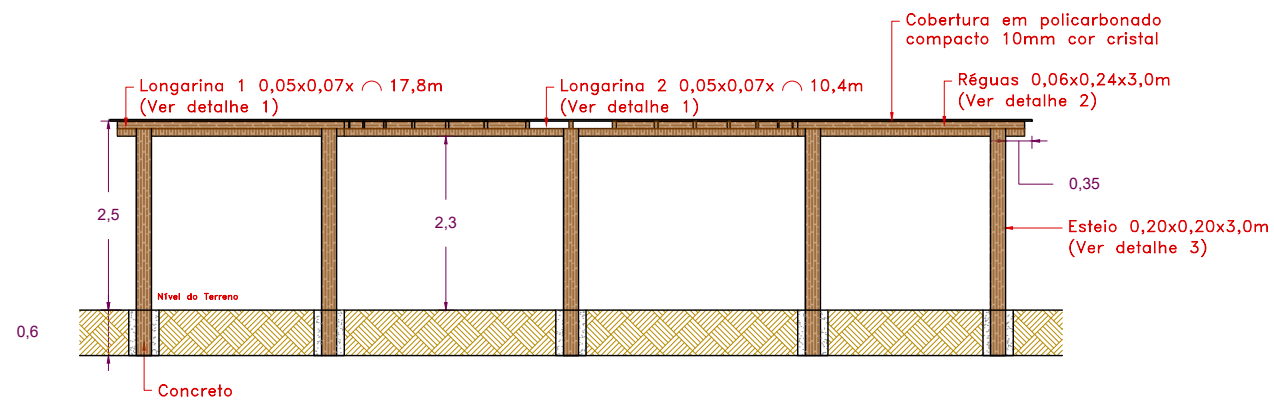 Cobertura em policarbonado
compacto 10mm cor cristal
Longarina 1 0,05x0,07x ⌒ 17,8m
(Ver detalhe 1)
Longarina 2 0,05x0,07x ⌒ 10,4m
(Ver detalhe 1)
Réguas 0,06x0,24x3,0m
(Ver detalhe 2)
0,35
2,5
2,3
Esteio 0,20x0,20x3,0m
(Ver detalhe 3)
Nível do Terreno
0,6
Concreto